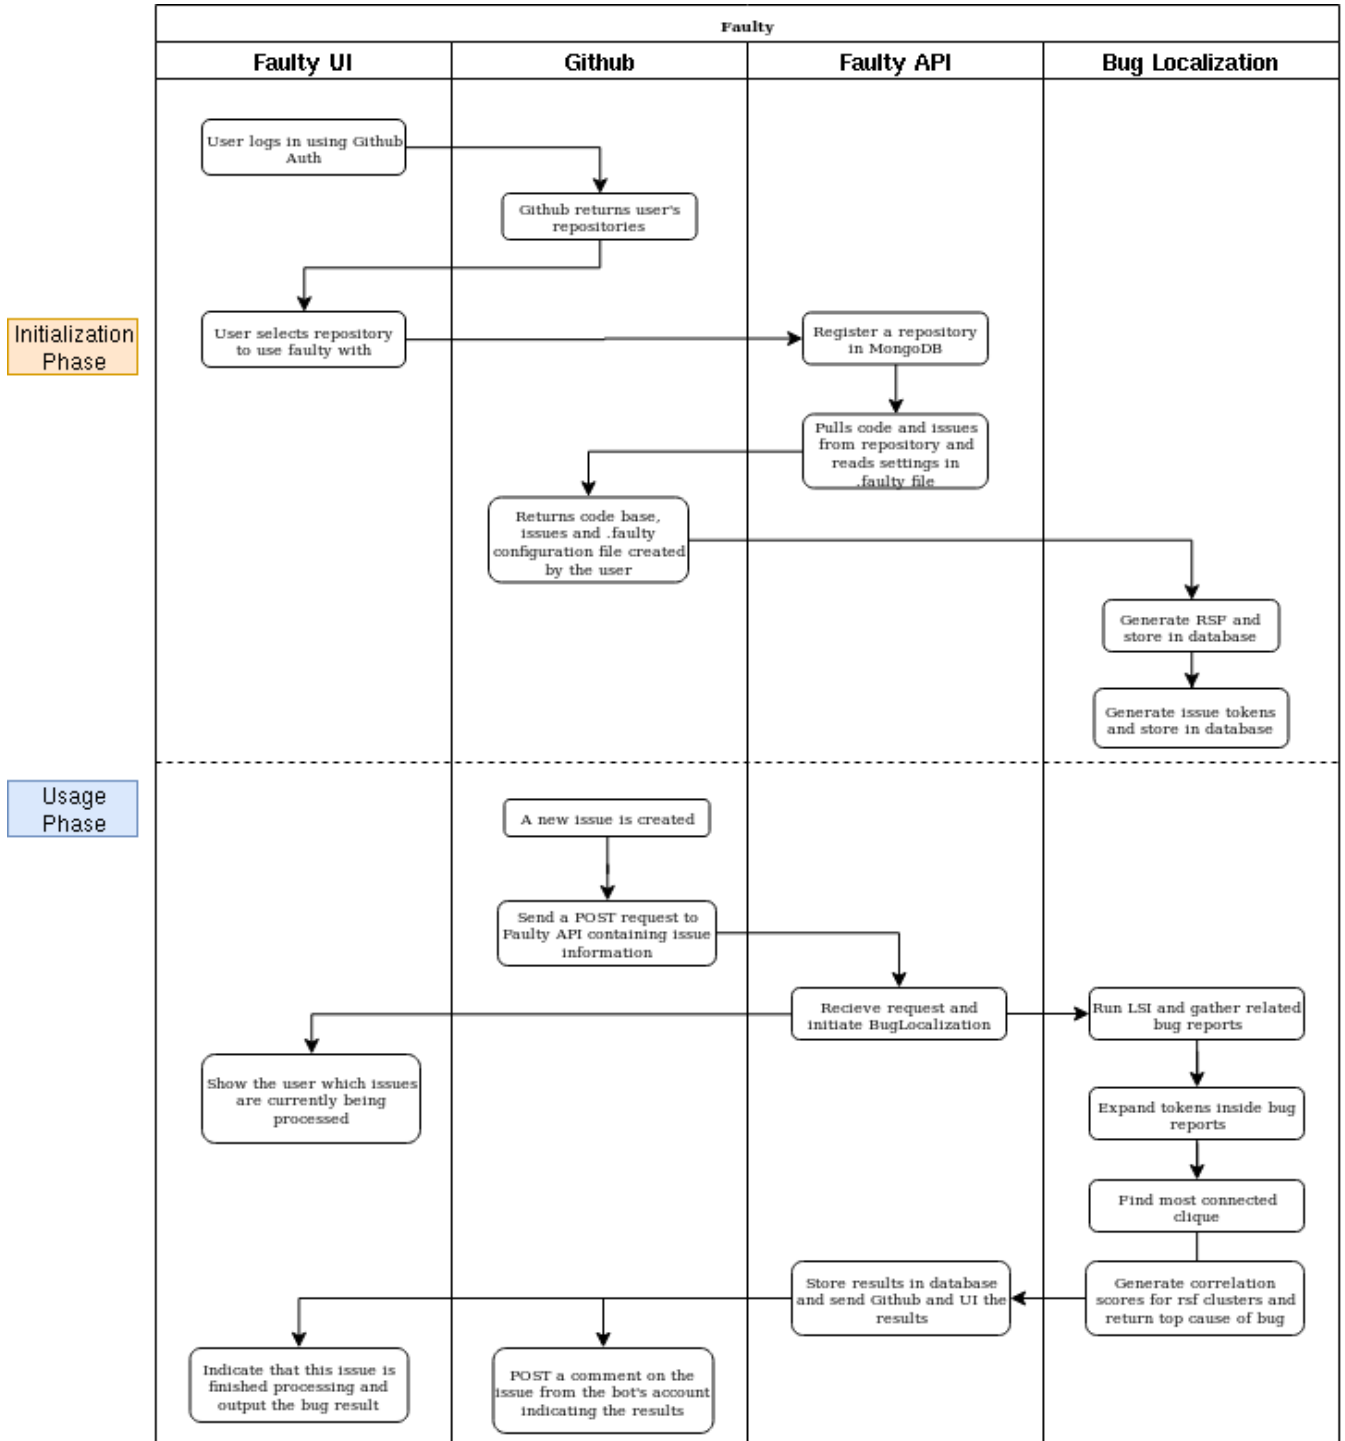 Faulty
Faulty UI
Github
Faulty API
Bug Localization
User logs in using Github
Auth
Github returns user's
repositories
Initialization
Phase
User selects repository
to use faulty with
Register a repository
in MongoDB
Pulls code and issues
from repository and
reads settings in
.faulty file
Returns code base,
issues and .faulty
configuration file created
by the user
Generate RSF and
store in database
Generate issue tokens
and store in database
Usage
Phase
A new issue is created
Send a POST request to
Faulty API containing issue
information
Recieve request and
initiate BugLocalization
Run LSI and gather related
bug reports
Show the user which issues
are currently being
processed
Expand tokens inside bug
reports
Find most connected
clique
Store results in database
and send Github and UI the
results
Generate correlation
scores for rsf clusters and
return top cause of bug
Indicate that this issue is
finished processing and
output the bug result
POST a comment on the
issue from the bot's account
indicating the results